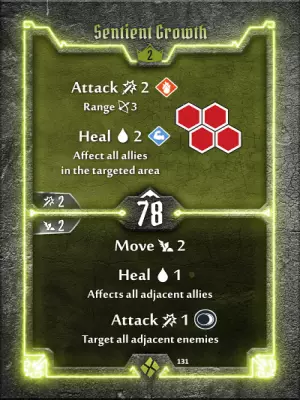 Sentient Growth
2
Attack 2
Range 3
Heal 2
Affect all allies
in the targeted area
2
78
2
Move 2
Heal 1
Affects all adjacent allies
Attack 1
Target all adjacent enemies
131